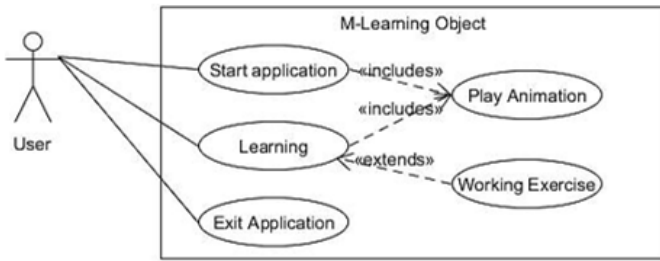 M-Learning Object
Start application
«includes»
Play Animation
«includes»
User
Learning
«extends»
Working Exercise
Exit Application